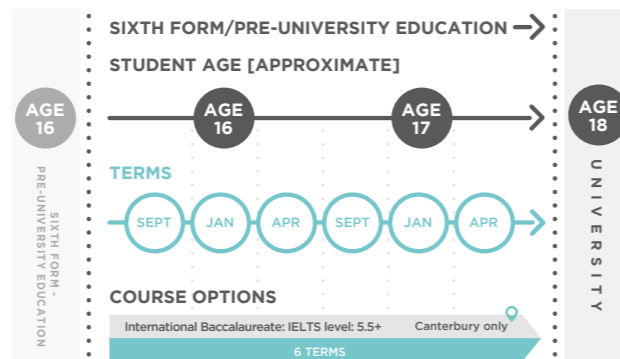 SIXTH FORM/PRE-UNIVERSITY EDUCATION
STUDENT AGE [APPROXIMATE]
AGE
16
AGE
16
AGE
17
AGE
18
SIXTH FORM -
PRE-UNIVERSITY EDUCATION
UNIVERSITY
TERMS
SEPT
JAN
APR
SEPT
JAN
APR
COURSE OPTIONS
International Baccalaureate: IELTS level: 5.5+ Canterbury only
6 TERMS